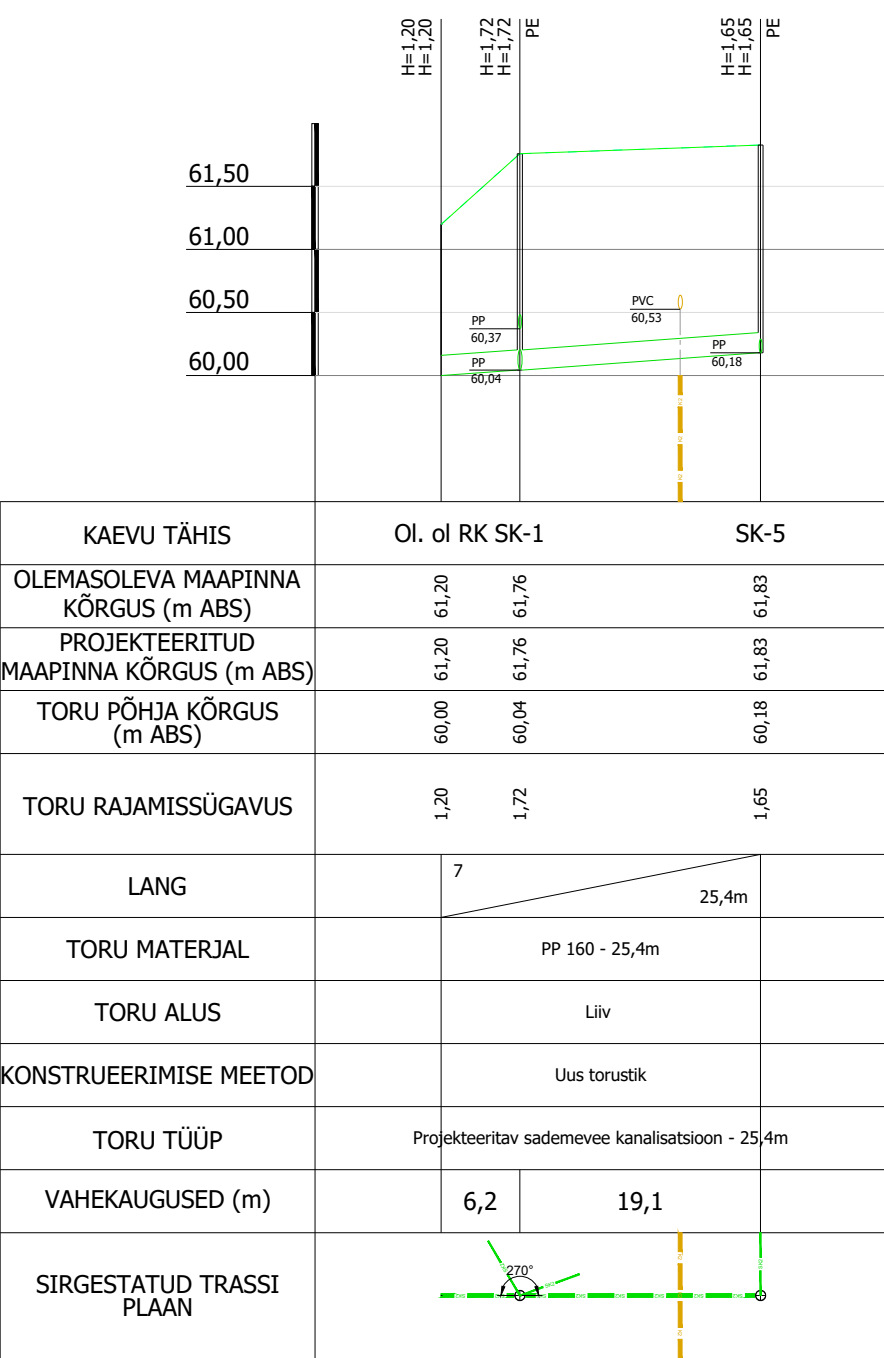 H=1,20
H=1,20
H=1,72
H=1,72
PE
H=1,65
H=1,65
PE
61,50
61,00
60,50
60,00
PP
60,37
PP
60,04
PVC
60,53
PP
60,18
KAEVU TÄHIS
Ol. ol RK SK-1
SK-5
OLEMASOLEVA MAAPINNA
KÕRGUS (m ABS)
61,20
61,76
61,83
PROJEKTEERITUD
MAAPINNA KÕRGUS (m ABS)
61,20
61,76
61,83
TORU PÕHJA KÕRGUS
(m ABS)
60,00
60,04
60,18
TORU RAJAMISSÜGAVUS
1,20
1,72
1,65
LANG
7
25,4m
TORU MATERJAL
PP 160 - 25,4m
TORU ALUS
Liiv
KONSTRUEERIMISE MEETOD
Uus torustik
TORU TÜÜP
Projekteeritav sademevee kanalisatsioon - 25,4m
VAHEKAUGUSED (m)
6,2
19,1
SIRGESTATUD TRASSI
PLAAN
270°